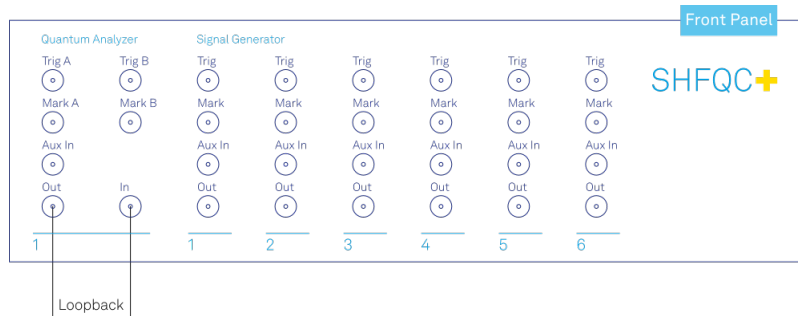 Front Panel
Quantum Analyzer Signal Generator
Trig A Trig B Trig Trig Trig Trig Trig Trig
SHFQC+
Mark A Mark B Mark Mark Mark Mark Mark Mark
Aux In Aux In Aux In Aux In Aux In Aux In Aux In
Out In Out Out Out Out Out Out
1 1 2 3 4 5 6
Loopback